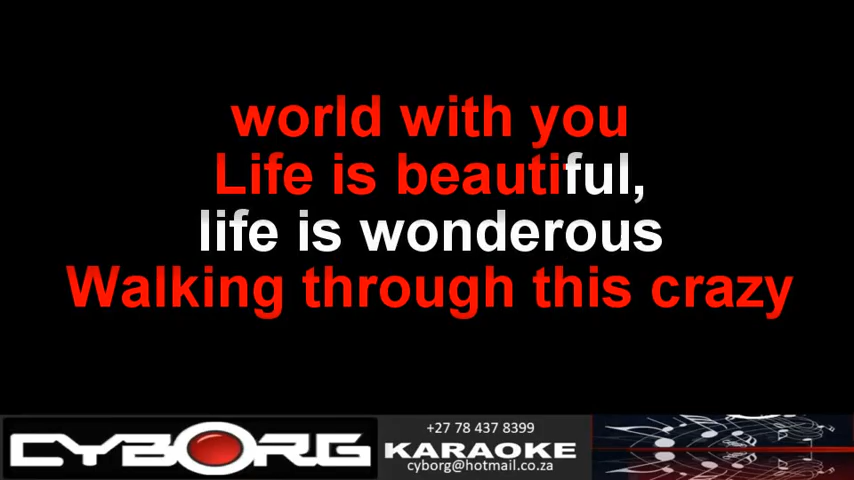 world with you
Life is beautiful,
life is wonderous
Walking through this crazy
CYBORG
+27 78 437 8399
KARAOKE
cyborg@hotmail.co.za